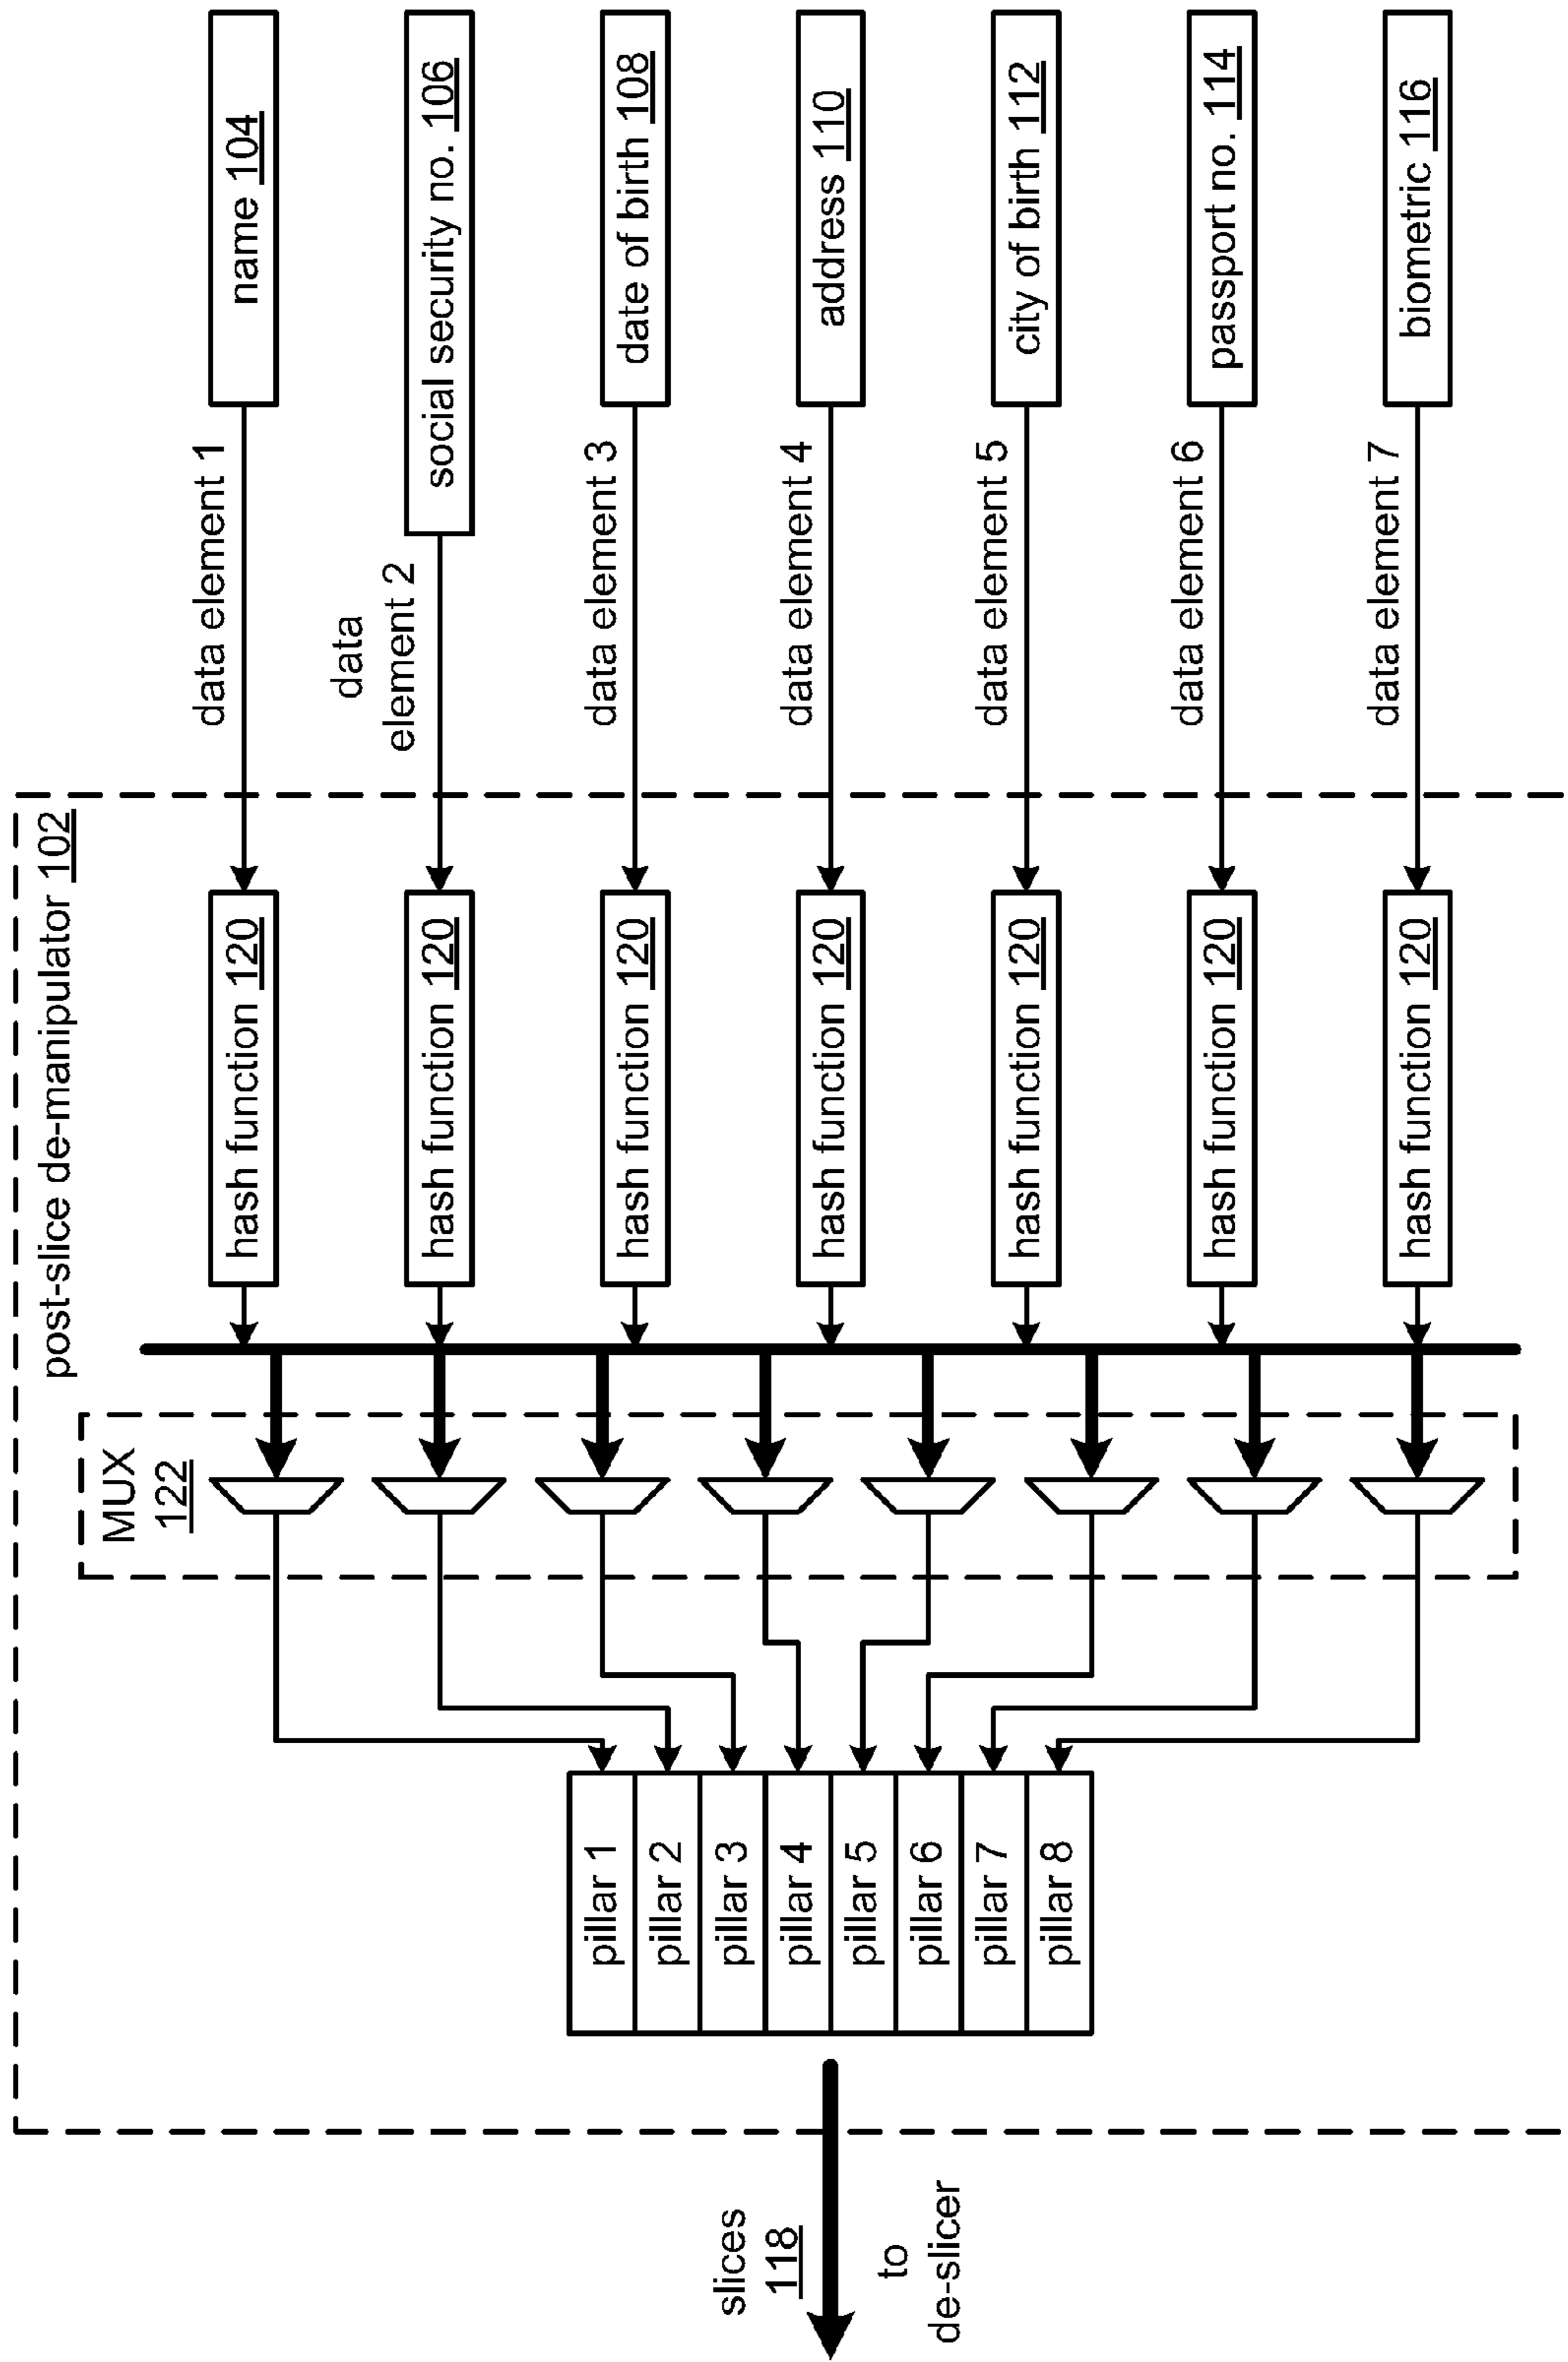 post-slice de-manipulator 102
name 104
social security no. 106
date of birth 108
address 110
city of birth 112
passport no. 114
biometric 116
data element 1
data
element 2
data element 3
data element 4
data element 5
data element 6
data element 7
hash function 120
hash function 120
hash function 120
hash function 120
hash function 120
hash function 120
hash function 120
MUX
122
pillar 1
pillar 2
pillar 3
pillar 4
pillar 5
pillar 6
pillar 7
pillar 8
slices
118
to
de-slicer